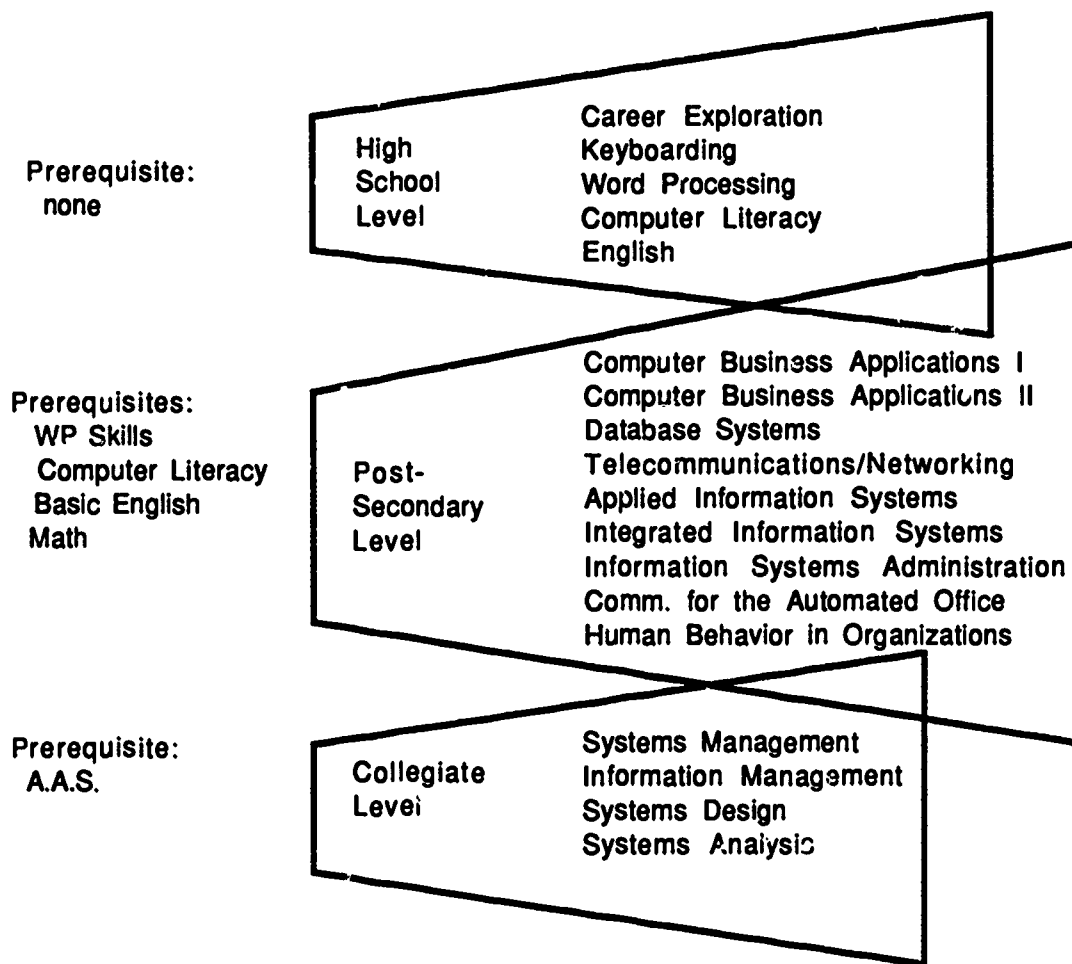 Prerequisite:
none
High
School
Level
Career Exploration
Keyboarding
Word Processing
Computer Literacy
English
Prerequisites:
WP Skills
Computer Literacy
Basic English
Math
Post-
Secondary
Level
Computer Business Applications I
Computer Business Applications II
Database Systems
Telecommunications/Networking
Applied Information Systems
Integrated Information Systems
Information Systems Administration
Comm. for the Automated Office
Human Behavior in Organizations
Prerequisite:
A.A.S.
Collegiate
Level
Systems Management
Information Management
Systems Design
Systems Analysis